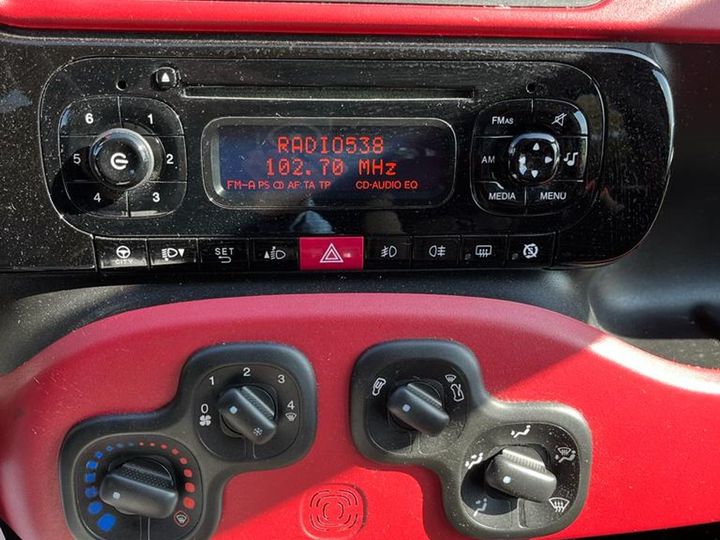 6 1
5 2
4 3
RADIO538
102.70 MHz
FM-A PS CD AF TA TP CD-AUDIO EQ
FMAS
AM
MEDIA MENU
CITY
SET
0 1 2 3 4